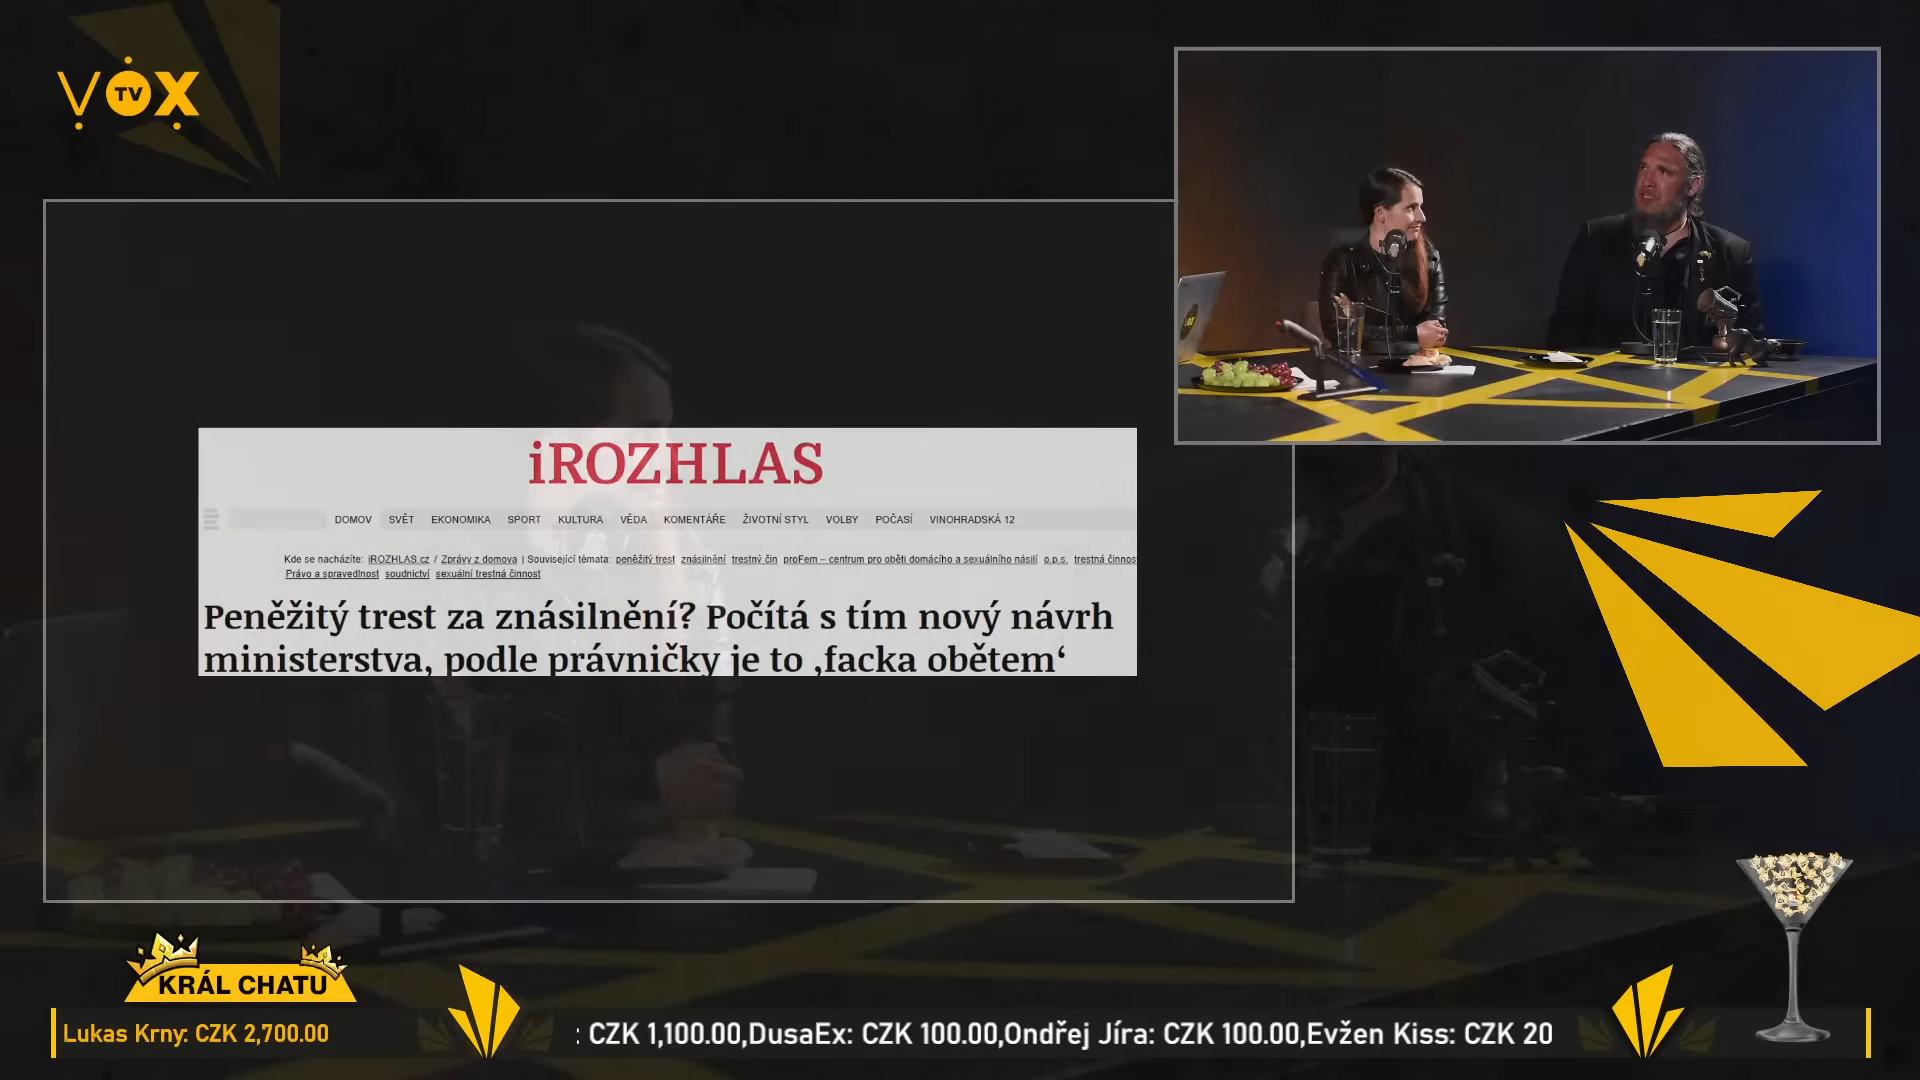 VOX
TV
iROZHLAS
DOMOV SVĚT EKONOMIKA SPORT KULTURA VĚDA KOMENTÁŘE ŽIVOTNÍ STYL VOLBY POČASÍ VINOHRADSKÁ 12
Kde se nacházíte: iROZHLAS.cz / Zprávy z domova | Související témata: peněžitý trest znásilnění trestný čin proFem – centrum pro oběti domácího a sexuálního násilí o.p.s. trestná činnos
Právo a spravedlnost soudnictví sexuální trestná činnost
Peněžitý trest za znásilnění? Počítá s tím nový návrh
ministerstva, podle právničky je to ‚facka obětem‘
KRÁL CHATU
Lukas Krny: CZK 2,700.00
: CZK 1,100.00,DusaEx: CZK 100.00,Ondřej Jíra: CZK 100.00,Evžen Kiss: CZK 20